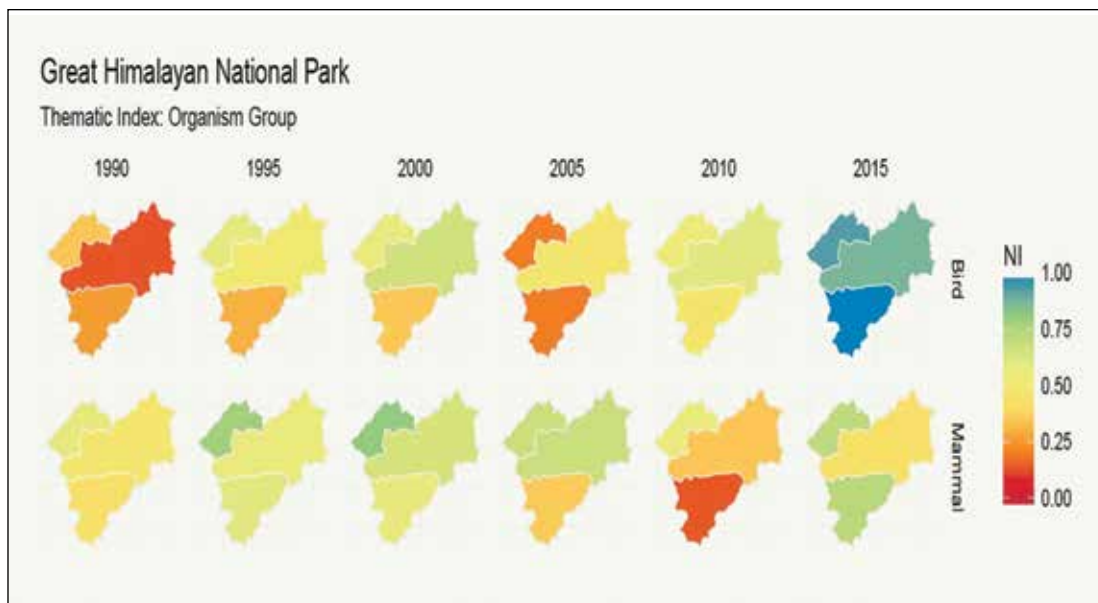 Great Himalayan National Park
Thematic Index: Organism Group
1990 1995 2000 2005 2010 2015
Bird
Mammal
NI
1.00
0.75
0.50
0.25
0.00